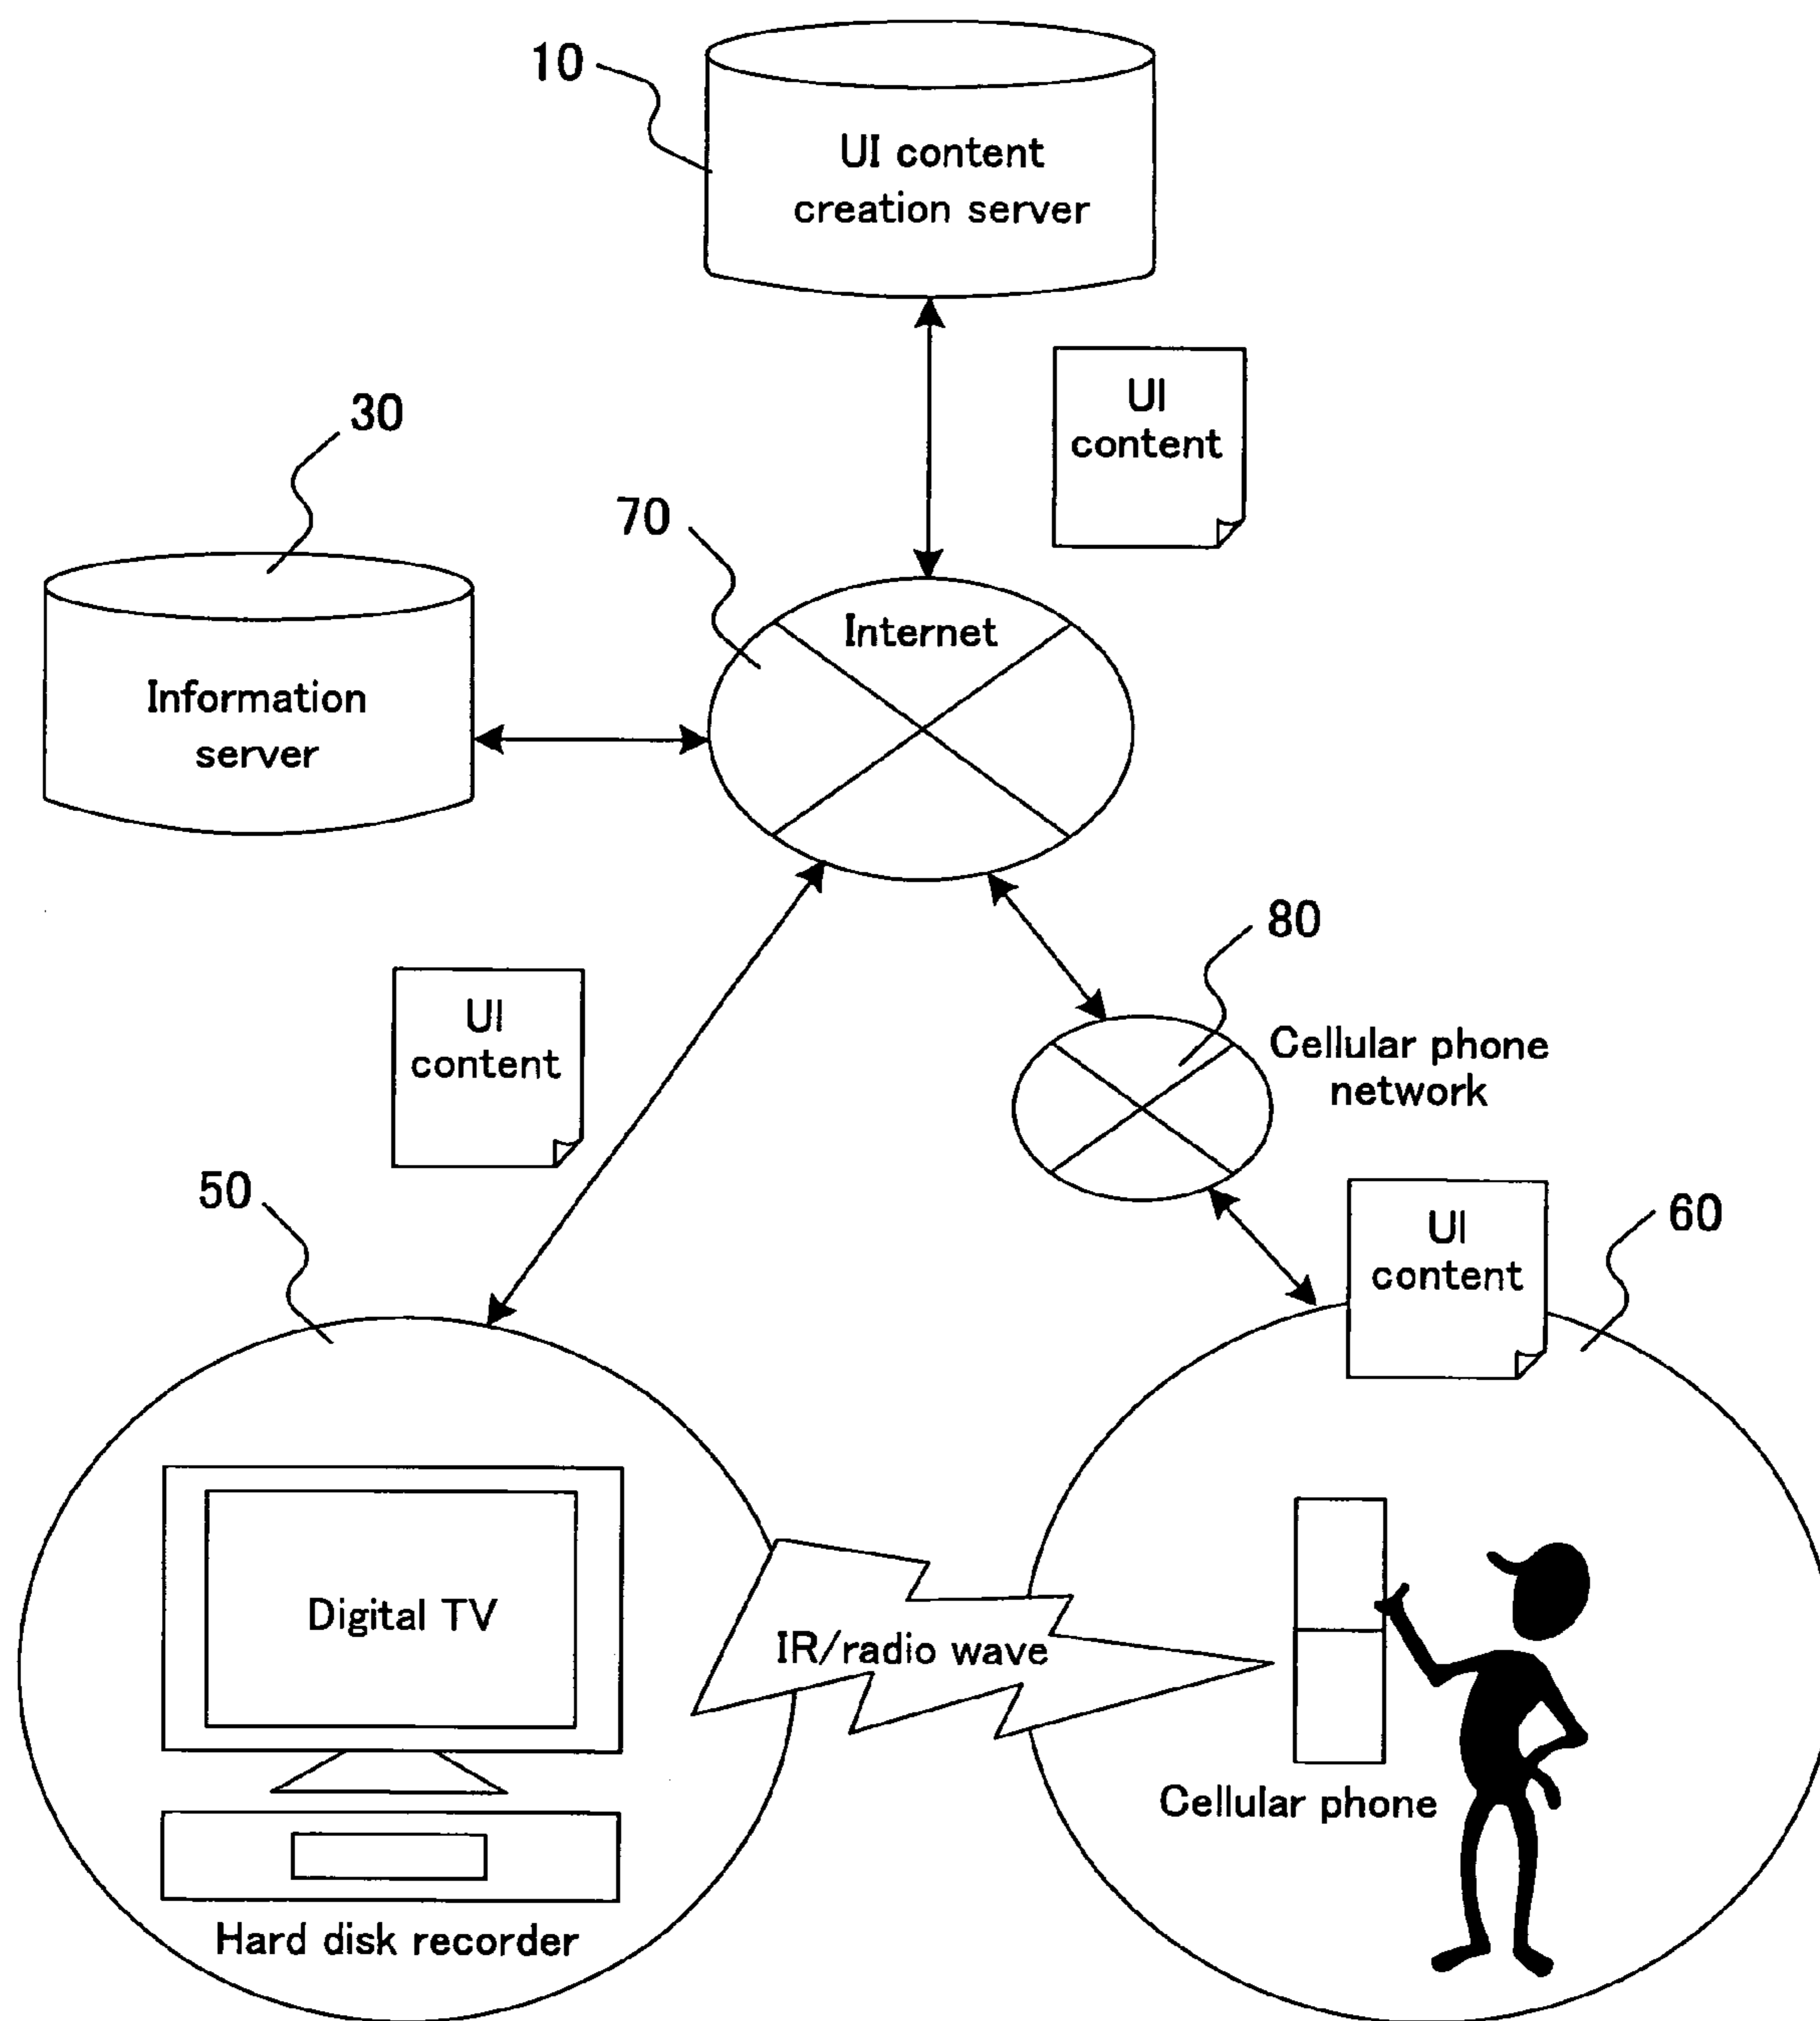 10
UI content
creation server
UI
content
30
70
Internet
Information
server
80
UI
content
Cellular phone
network
50
UI
content
60
Digital TV
IR/radio wave
Cellular phone
Hard disk recorder